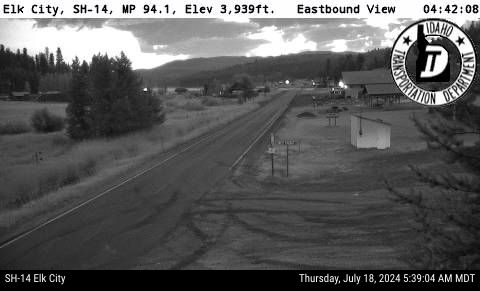 Elk City, SH-14, MP 94.1, Elev 3,939ft. Eastbound View 04:42:08
IDAHO
TRANSPORTATION DEPARTMENT
SH-14 Elk City Thursday, July 18, 2024 5:39:04 AM MDT